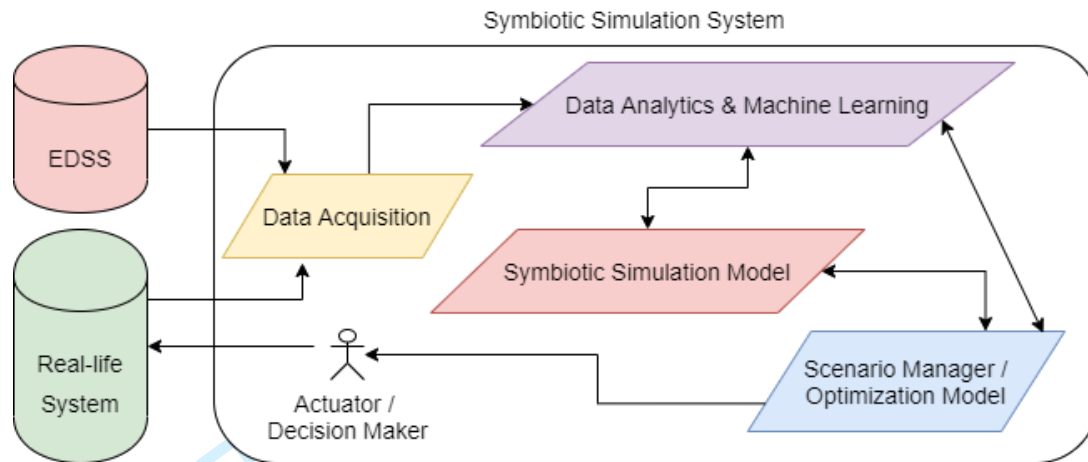 Symbiotic Simulation System
EDSS
Data Analytics & Machine Learning
Data Acquisition
Symbiotic Simulation Model
Real-life
System
Actuator /
Decision Maker
Scenario Manager /
Optimization Model